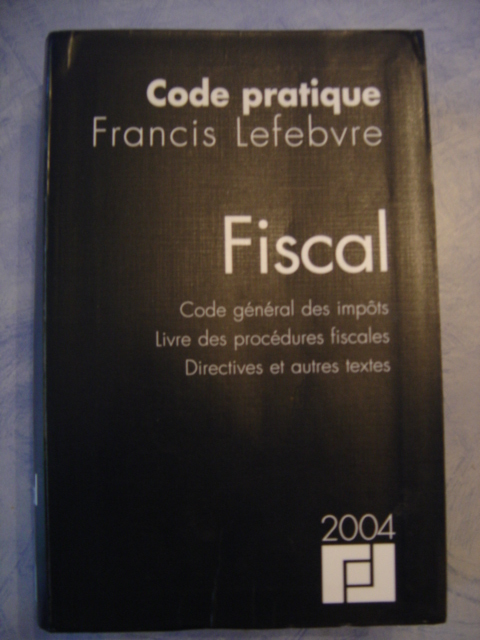 Code pratique
Francis Lefebvre
Fiscal
Code général des impôts
Livre des procédures fiscales
Directives et autres textes
2004